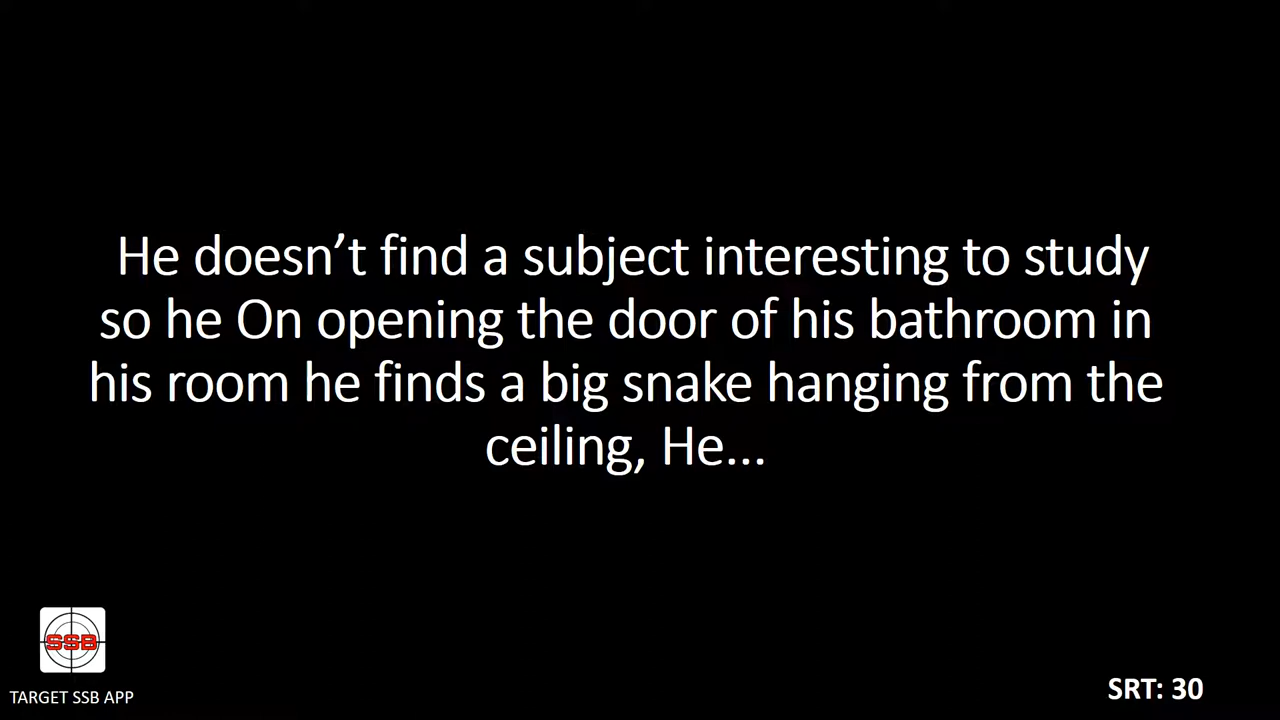 He doesn’t find a subject interesting to study
so he On opening the door of his bathroom in
his room he finds a big snake hanging from the
ceiling, He...
SSB
TARGET SSB APP
SRT: 30